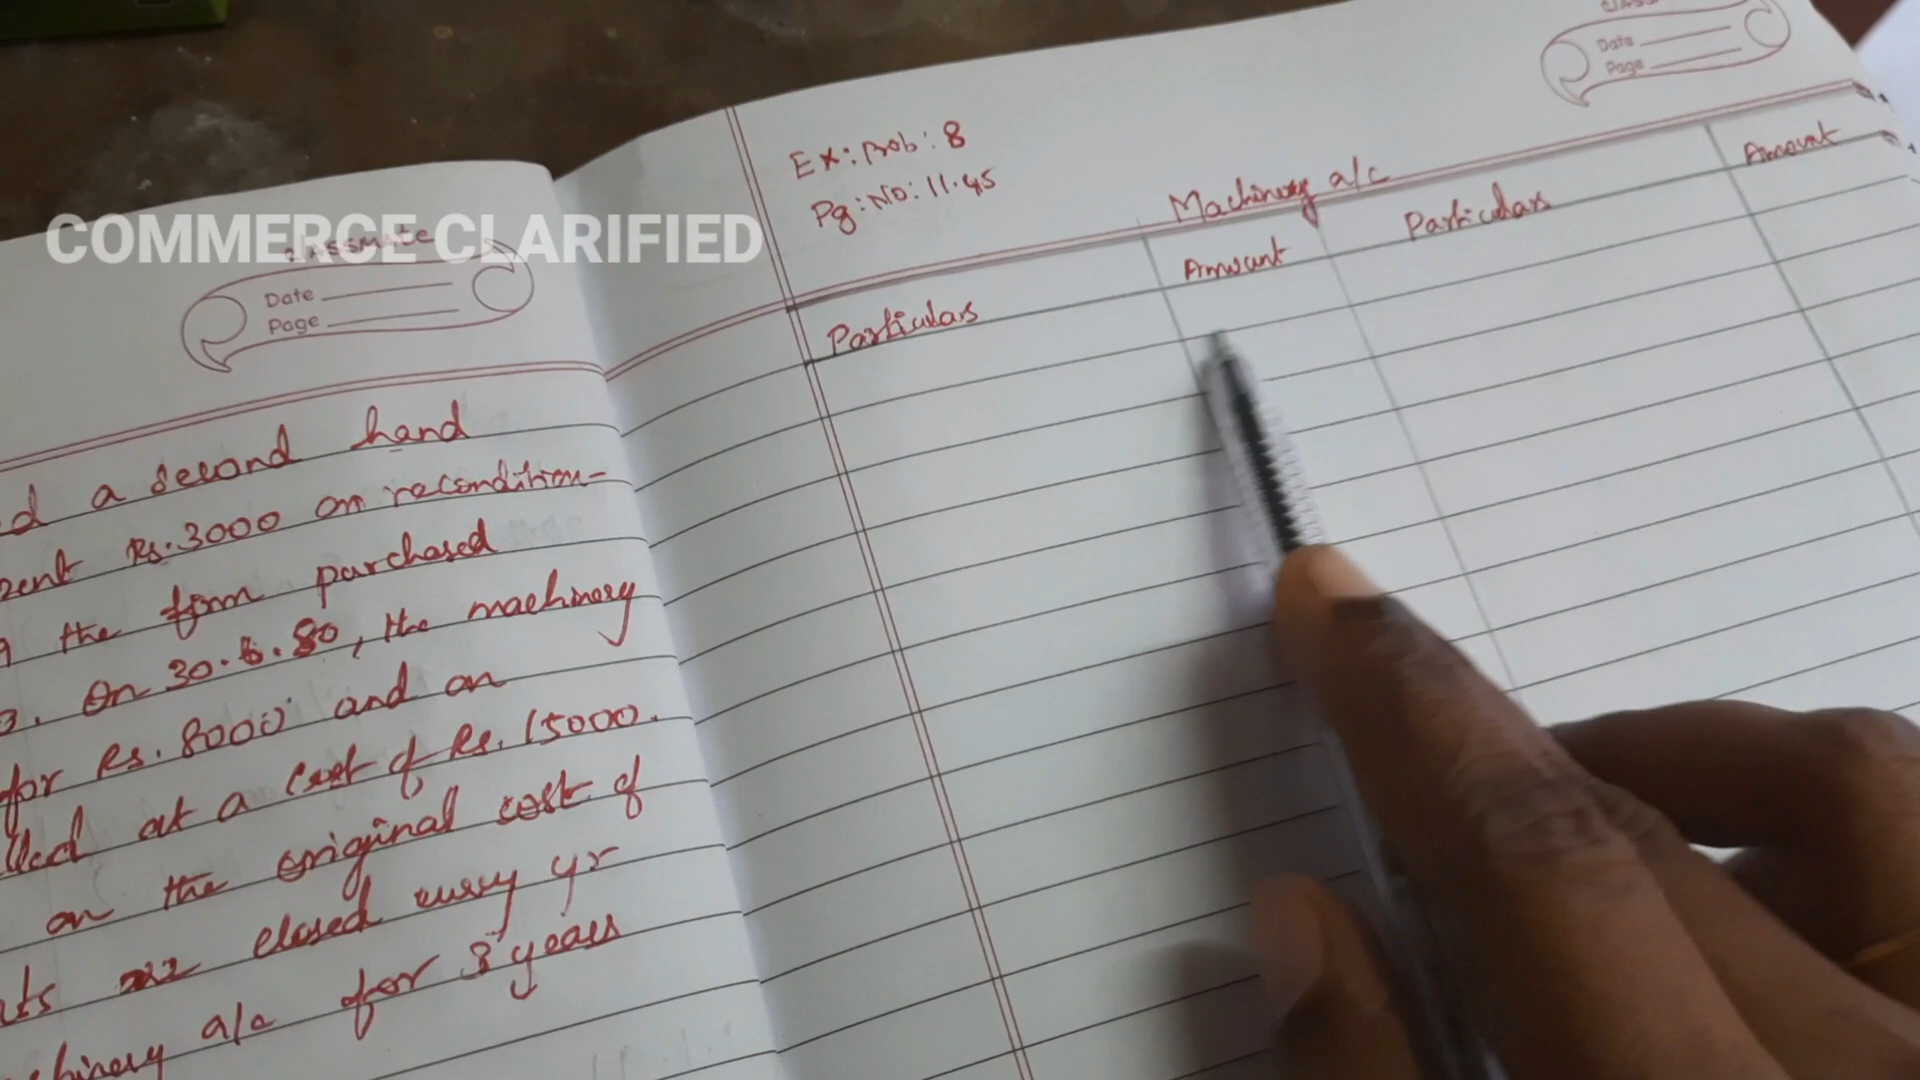 COMMERCE CLARIFIED
CLASSMATE
Date
Page
a second hand
Rs. 3000 on recondition-
the firm purchased
On 30.6.80, the machinery
for Rs. 8000 and an
at a cost of Rs. 15000.
on the original cost of
closed every yr
a/c for 3 years
Ex: Prob: 8
Pg: No: 11.45
Date
Page
Machinery a/c
Particulars
Amount
Particulars
Amount